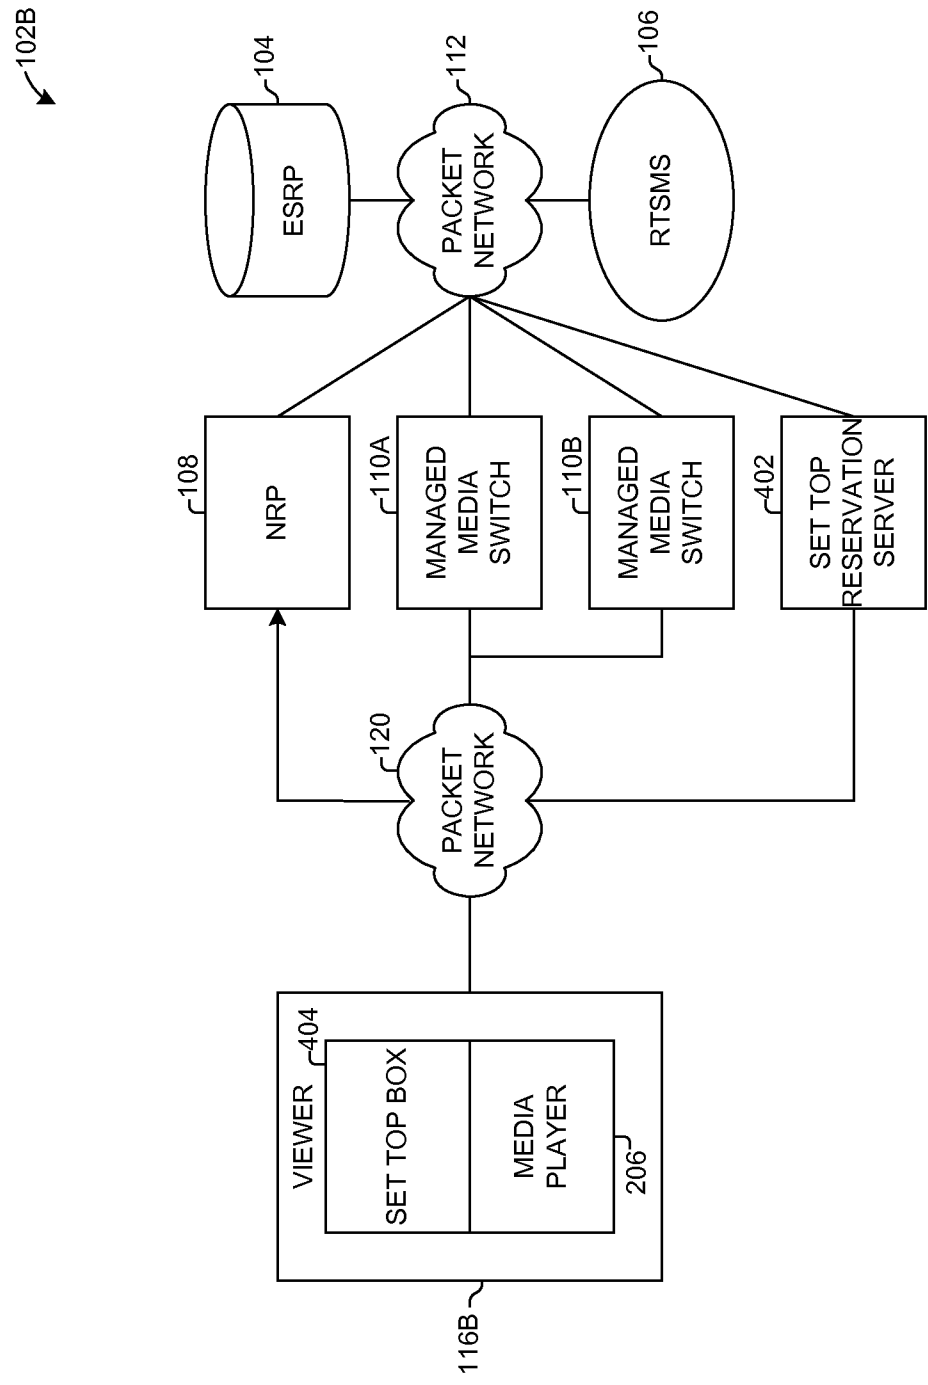 102B
104
ESRP
112
PACKET
NETWORK
106
RTSMS
108
NRP
110A
MANAGED
MEDIA
SWITCH
110B
MANAGED
MEDIA
SWITCH
402
SET TOP
RESERVATION
SERVER
120
PACKET
NETWORK
VIEWER
404
SET TOP BOX
MEDIA
PLAYER
206
116B